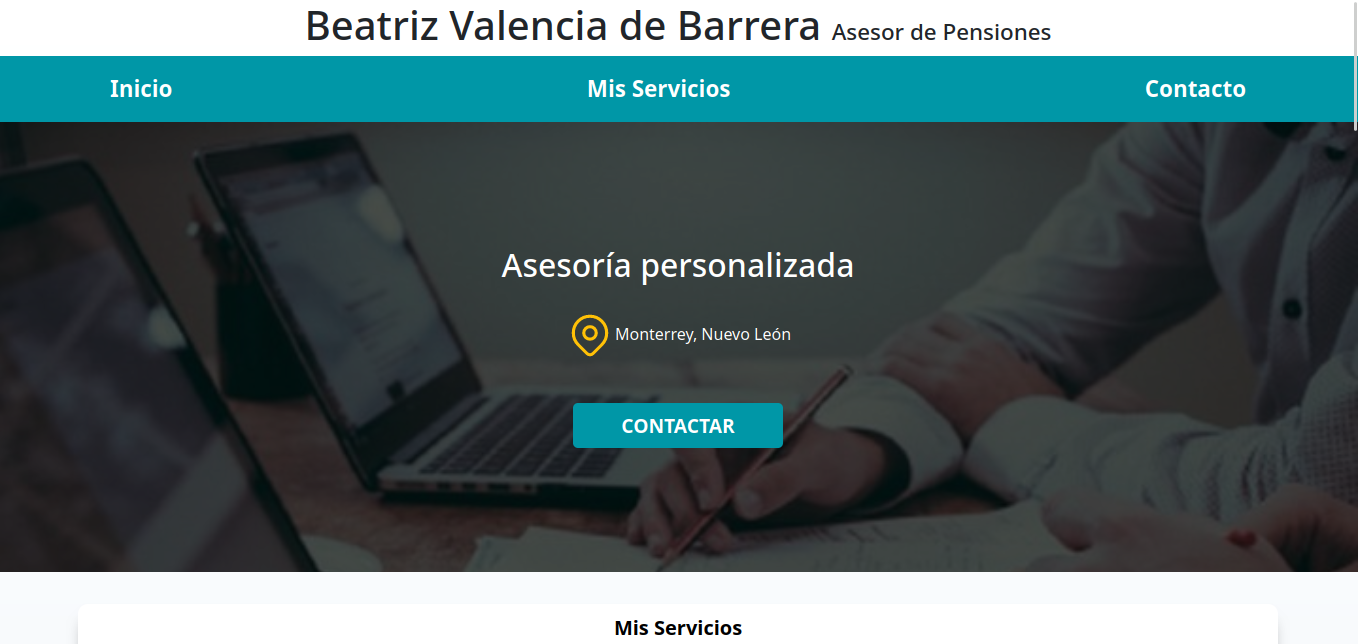 Beatriz Valencia de Barrera Asesor de Pensiones
Inicio Mis Servicios Contacto
Asesoría personalizada
Monterrey, Nuevo León
CONTACTAR
Mis Servicios